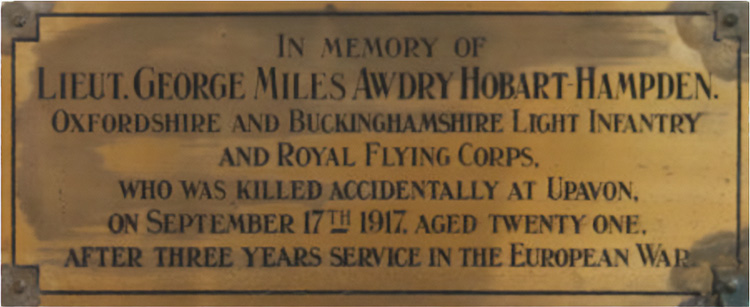 In memory of
Lieut. George Miles Awdry Hobart-Hampden.
Oxfordshire and Buckinghamshire Light Infantry
and Royal Flying Corps,
who was killed accidentally at Upavon,
on September 17th 1917, aged twenty one,
after three years service in the European War.